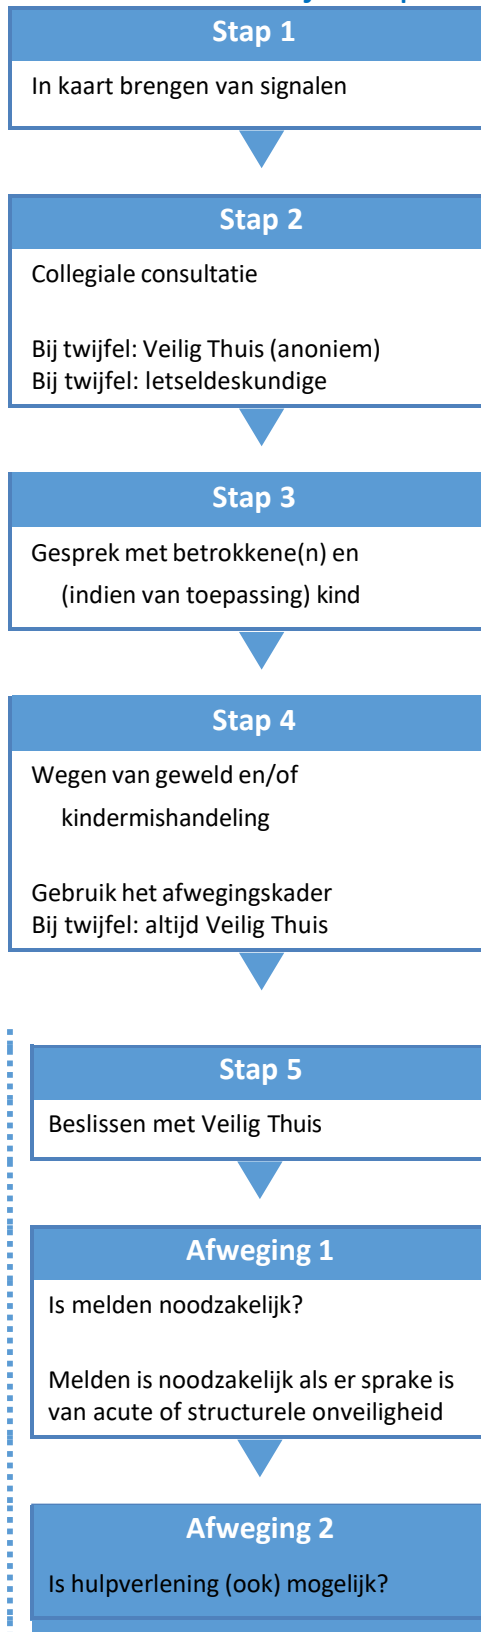 Stap 1
In kaart brengen van signalen
Stap 2
Collegiale consultatie
Bij twijfel: Veilig Thuis (anoniem)
Bij twijfel: letseldeskundige
Stap 3
Gesprek met betrokkene(n) en
(indien van toepassing) kind
Stap 4
Wegen van geweld en/of
kindermishandeling
Gebruik het afwegingskader
Bij twijfel: altijd Veilig Thuis
Stap 5
Beslissen met Veilig Thuis
Afweging 1
Is melden noodzakelijk?
Melden is noodzakelijk als er sprake is
van acute of structurele onveiligheid
Afweging 2
Is hulpverlening (ook) mogelijk?